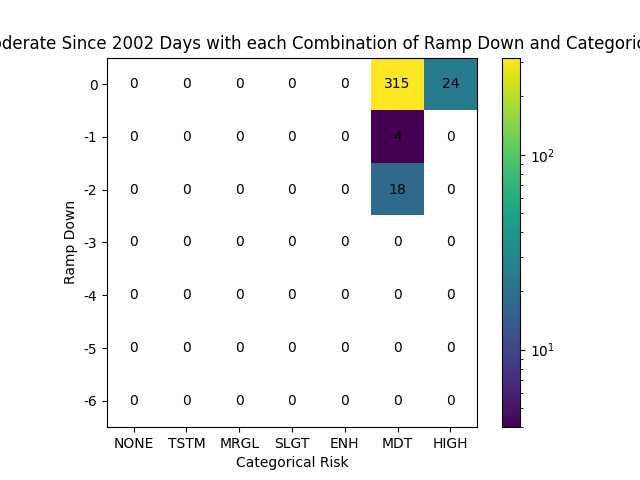 Since 2002 Days with each Combination of Ramp Down and
0 0 0 0 0 0 315 24
-1 0 0 0 0 0 4 0
-2 0 0 0 0 0 18 0
-3 0 0 0 0 0 0 0
-4 0 0 0 0 0 0 0
-5 0 0 0 0 0 0 0
-6 0 0 0 0 0 0 0
NONE TSTM MRGL SLGT ENH MDT HIGH
Categorical Risk
Ramp Down
10²
10¹